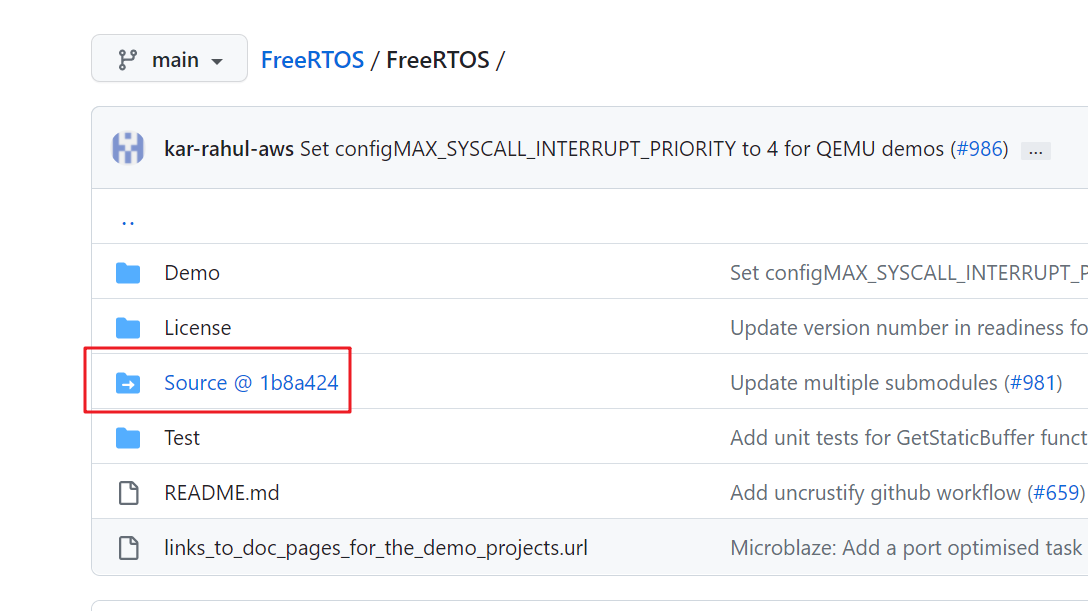 main
FreeRTOS / FreeRTOS /
kar-rahul-aws Set configMAX_SYSCALL_INTERRUPT_PRIORITY to 4 for QEMU demos (#986) ...
..
Demo Set configMAX_SYSCALL_INTERRUPT_P
License Update version number in readiness fo
Source @ 1b8a424 Update multiple submodules (#981)
Test Add unit tests for GetStaticBuffer funct
README.md Add uncrustify github workflow (#659)
links_to_doc_pages_for_the_demo_projects.url Microblaze: Add a port optimised task